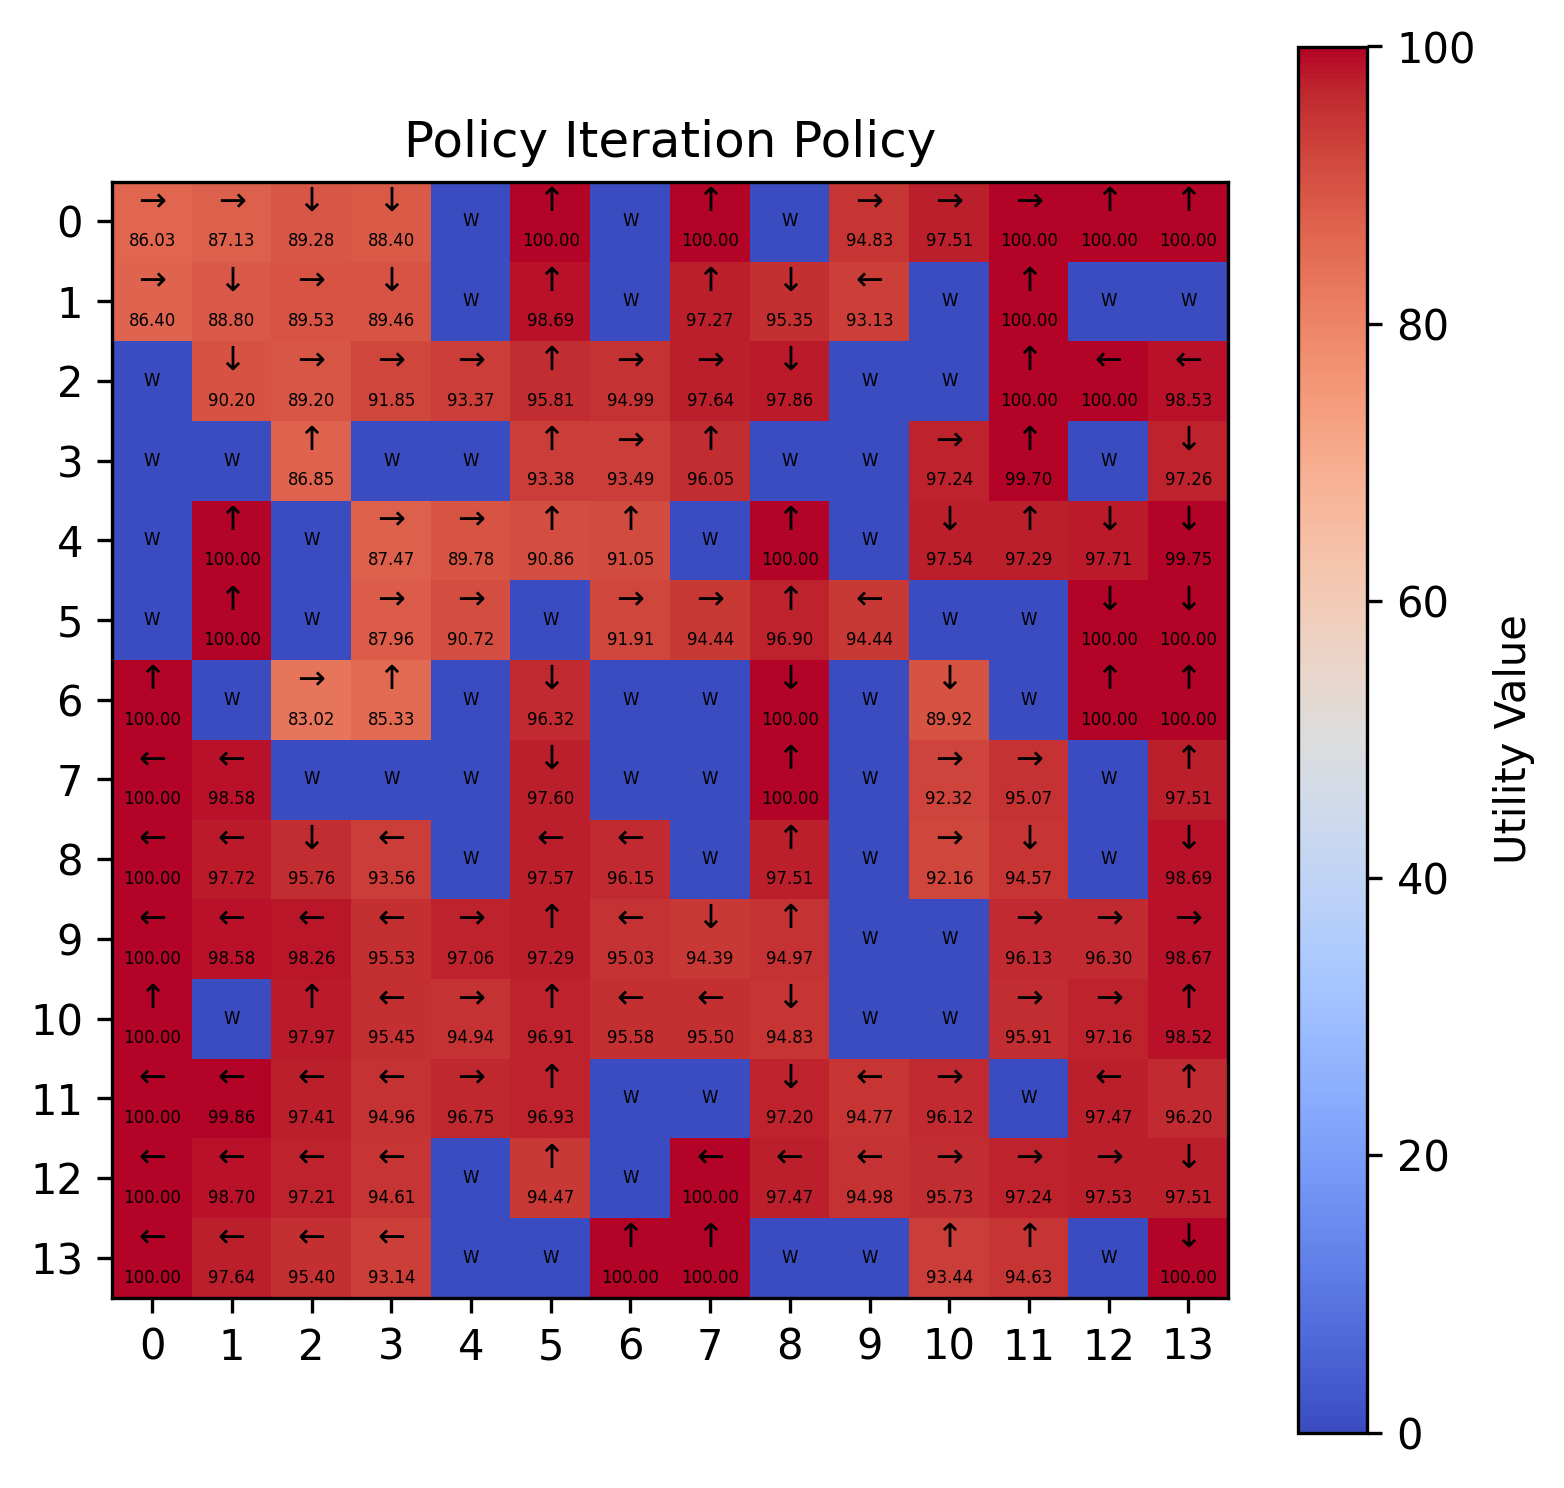 Policy Iteration Policy
0 → → ↓ ↓ W ↑ W ↑ W → → → ↑ ↑
86.03 87.13 89.28 88.40 100.00 100.00 94.83 97.51 100.00 100.00 100.00
1 → ↓ → ↓ W ↑ W ↑ ↓ ← W ↑ W W
86.40 88.80 89.53 89.46 98.69 97.27 95.35 93.13 100.00
2 W ↓ → → → ↑ → → ↓ W W ↑ ← ←
90.20 89.20 91.85 93.37 95.81 94.99 97.64 97.86 100.00 100.00 98.53
3 W W ↑ W W ↑ → ↑ W W → ↑ W ↓
86.85 93.38 93.49 96.05 97.24 99.70 97.26
4 W ↑ W → → ↑ ↑ W ↑ W ↓ ↑ ↓ ↓
100.00 87.47 89.78 90.86 91.05 100.00 97.54 97.29 97.71 99.75
5 W ↑ W → → W → → ↑ ← W W ↓ ↓
100.00 87.96 90.72 91.91 94.44 96.90 94.44 100.00 100.00
6 ↑ W → ↑ W ↓ W W ↓ W ↓ W ↑ ↑
100.00 83.02 85.33 96.32 100.00 89.92 100.00 100.00
7 ← ← W W W ↓ W W ↑ W → → W ↑
100.00 98.58 97.60 100.00 92.32 95.07 97.51
8 ← ← ↓ ← W ← ← W ↑ W → ↓ W ↓
100.00 97.72 95.76 93.56 97.57 96.15 97.51 92.16 94.57 98.69
9 ← ← ← ← → ↑ ← ↓ ↑ W W → → →
100.00 98.58 98.26 95.53 97.06 97.29 95.03 94.39 94.97 96.13 96.30 98.67
10 ↑ W ↑ ← → ↑ ← ← ↓ W W → → ↑
100.00 97.97 95.45 94.94 96.91 95.58 95.50 94.83 95.91 97.16 98.52
11 ← ← ← ← → ↑ W W ↓ ← → W ← ↑
100.00 99.86 97.41 94.96 96.75 96.93 97.20 94.77 96.12 97.47 96.20
12 ← ← ← ← W ↑ W ← ← ← → → → ↓
100.00 98.70 97.21 94.61 94.47 100.00 97.47 94.98 95.73 97.24 97.53 97.51
13 ← ← ← ← W W ↑ ↑ W W ↑ ↑ W ↓
100.00 97.64 95.40 93.14 100.00 100.00 93.44 94.63 100.00
0 1 2 3 4 5 6 7 8 9 10 11 12 13
100
80
60
40
20
0
Utility Value